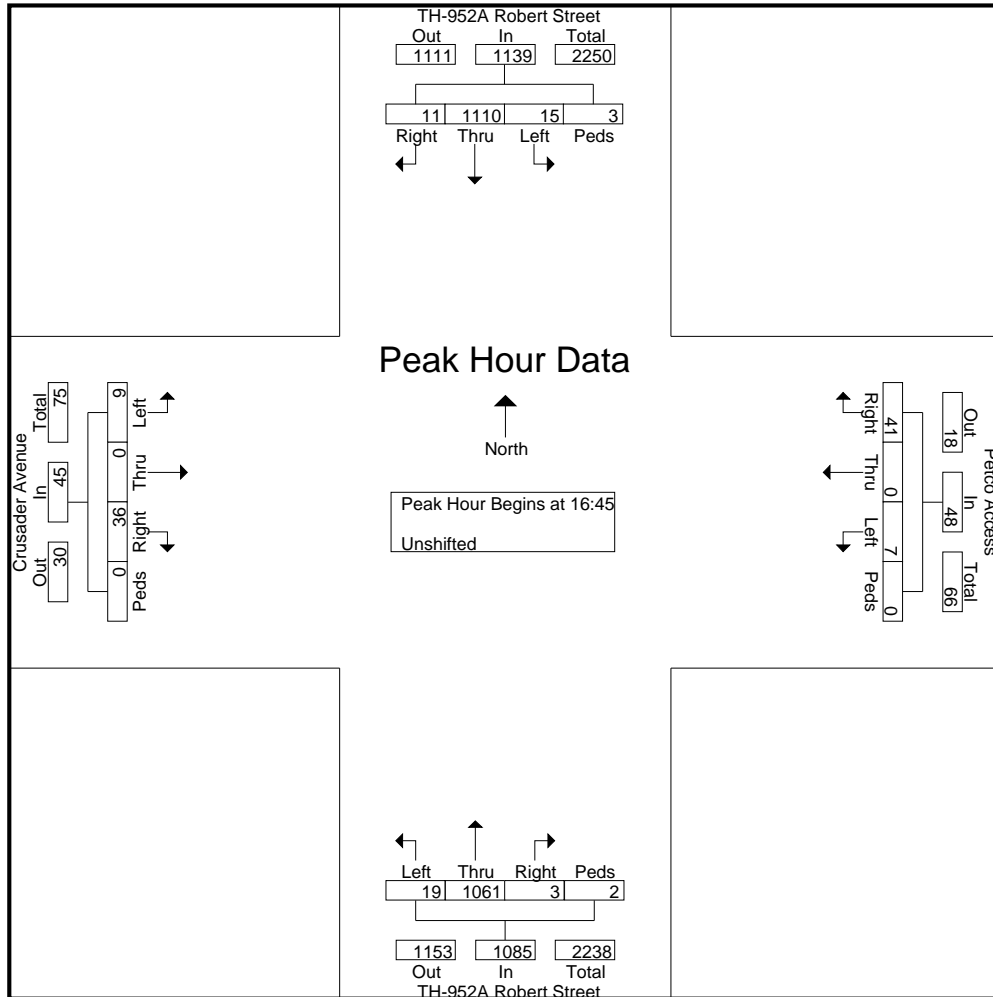 TH-952A Robert Street
Out In Total
1111 1139 2250
11 1110 15 3
Right Thru Left Peds
Peak Hour Data
North
Peak Hour Begins at 16:45
Unshifted
Crusader Avenue
Out In Total
30 45 75
Left Thru Right Peds
9 0 36 0
Petco Access
Out In Total
18 48 66
Right Thru Left Peds
41 0 7 0
Left Thru Right Peds
19 1061 3 2
1153 1085 2238
Out In Total
TH-952A Robert Street